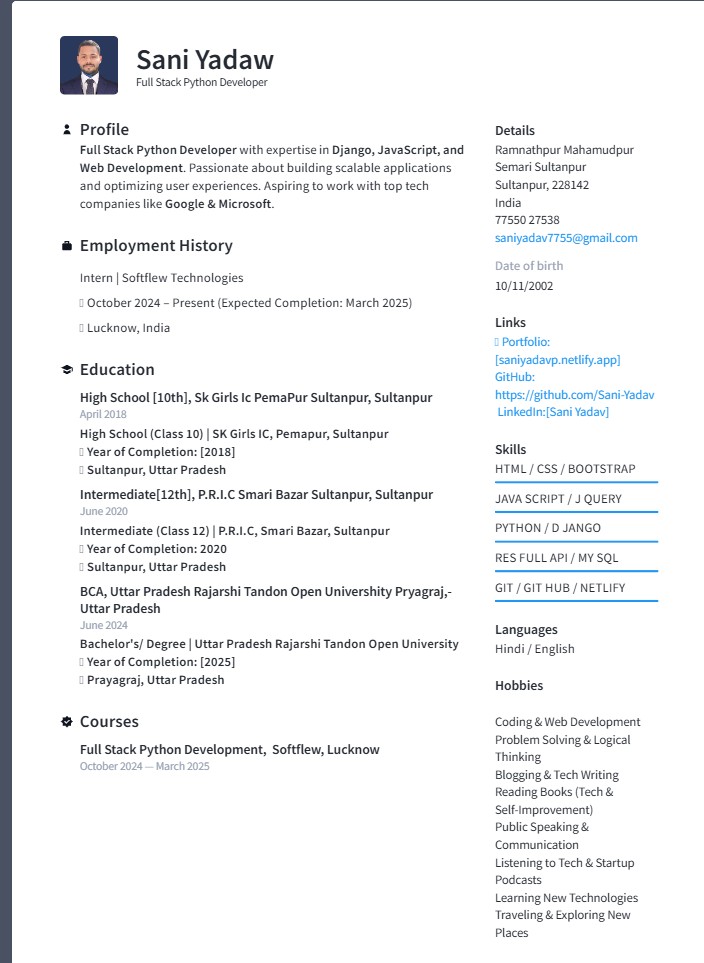 Sani Yadaw
Full Stack Python Developer
Profile
Full Stack Python Developer with expertise in Django, JavaScript, and
Web Development. Passionate about building scalable applications
and optimizing user experiences. Aspiring to work with top tech
companies like Google & Microsoft.
Employment History
Intern | Softflew Technologies
▯ October 2024 – Present (Expected Completion: March 2025)
▯ Lucknow, India
Education
High School [10th], Sk Girls Ic PemaPur Sultanpur, Sultanpur
April 2018
High School (Class 10) | SK Girls IC, Pemapur, Sultanpur
▯ Year of Completion: [2018]
▯ Sultanpur, Uttar Pradesh
Intermediate[12th], P.R.I.C Smari Bazar Sultanpur, Sultanpur
June 2020
Intermediate (Class 12) | P.R.I.C, Smari Bazar, Sultanpur
▯ Year of Completion: 2020
▯ Sultanpur, Uttar Pradesh
BCA, Uttar Pradesh Rajarshi Tandon Open Univershity Pryagraj,-
Uttar Pradesh
June 2024
Bachelor's/ Degree | Uttar Pradesh Rajarshi Tandon Open University
▯ Year of Completion: [2025]
▯ Prayagraj, Uttar Pradesh
Courses
Full Stack Python Development,  Softflew, Lucknow
October 2024 — March 2025
Details
Ramnathpur Mahamudpur
Semari Sultanpur
Sultanpur, 228142
India
77550 27538
saniyadav7755@gmail.com
Date of birth
10/11/2002
Links
▯ Portfolio:
[saniyadavp.netlify.app]
GitHub:
https://github.com/Sani-Yadav
LinkedIn:[Sani Yadav]
Skills
HTML / CSS / BOOTSTRAP
JAVA SCRIPT / J QUERY
PYTHON / D JANGO
RES FULL API / MY SQL
GIT / GIT HUB / NETLIFY
Languages
Hindi / English
Hobbies
Coding & Web Development
Problem Solving & Logical
Thinking
Blogging & Tech Writing
Reading Books (Tech &
Self-Improvement)
Public Speaking &
Communication
Listening to Tech & Startup
Podcasts
Learning New Technologies
Traveling & Exploring New
Places